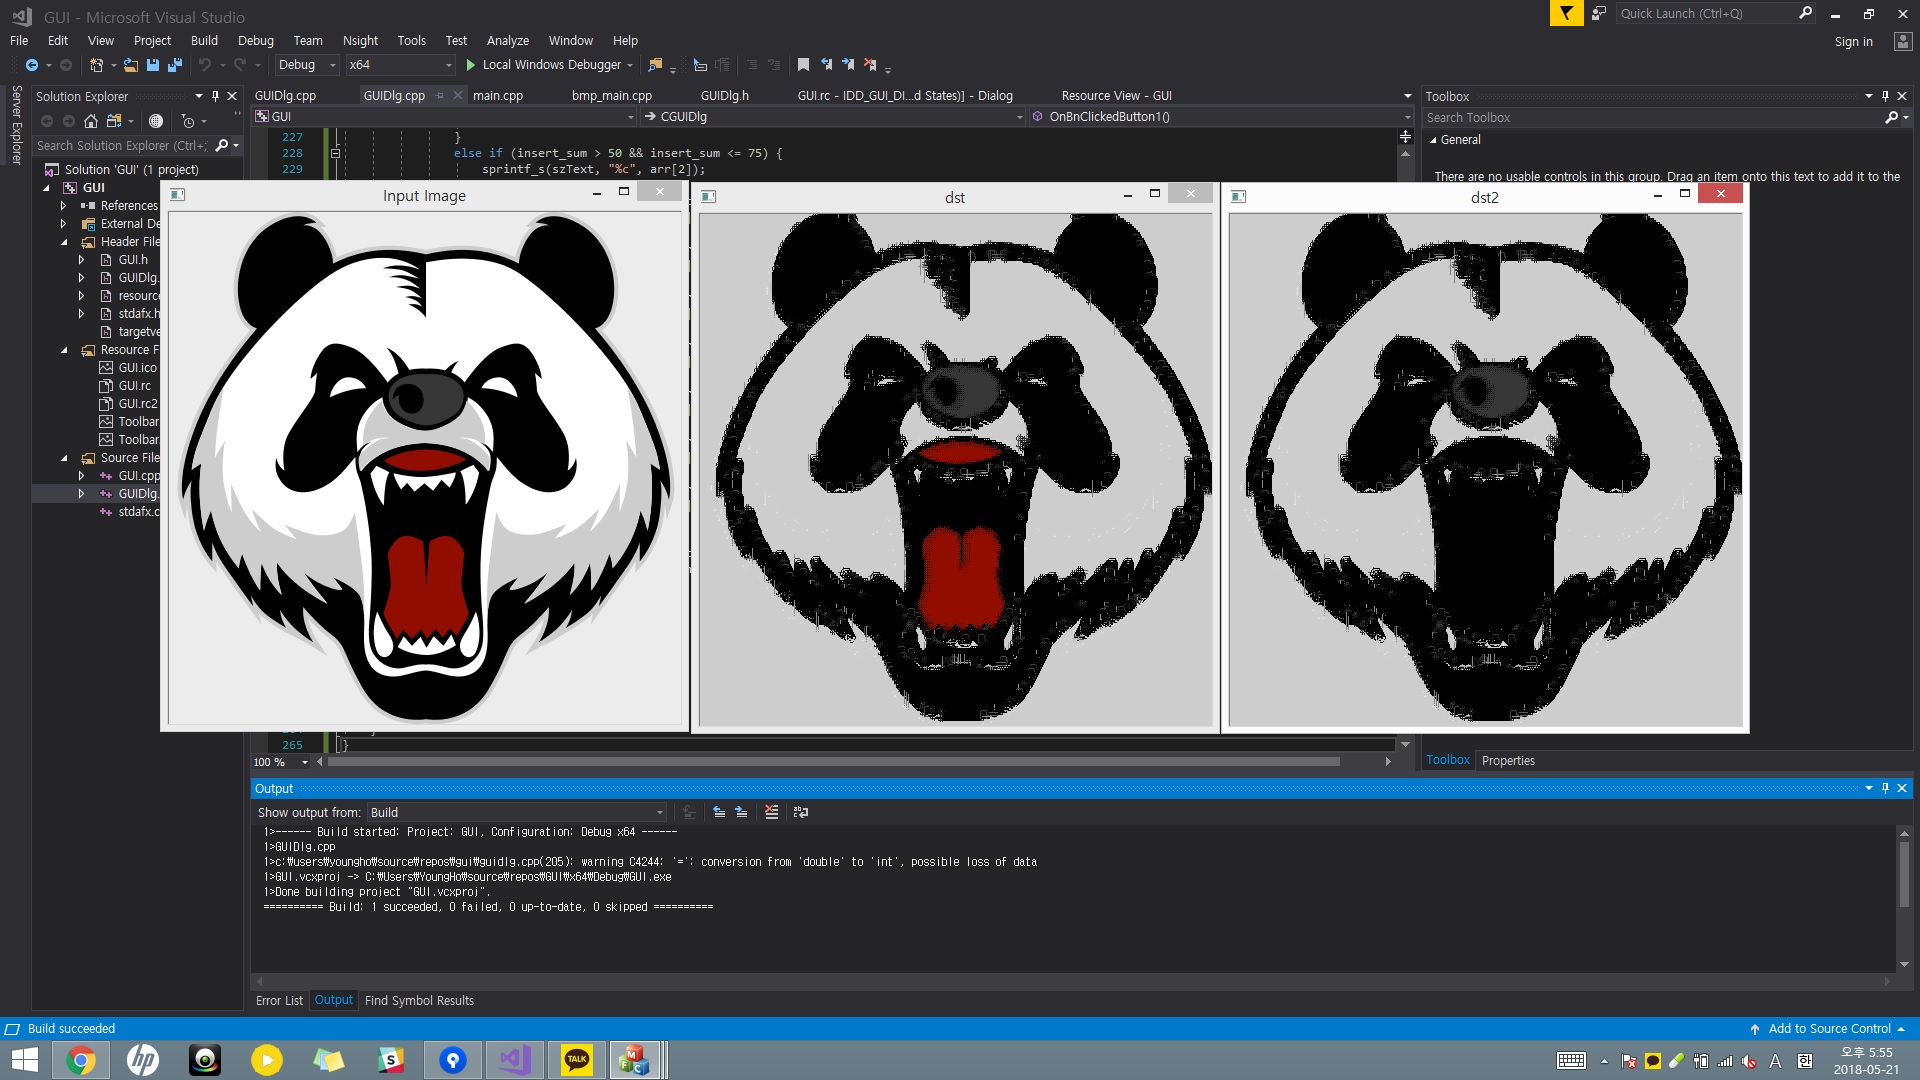 GUI - Microsoft Visual Studio
Quick Launch (Ctrl+Q)
File Edit View Project Build Debug Team Nsight Tools Test Analyze Window Help
Sign in
Debug x64 Local Windows Debugger
Server Explorer
Solution Explorer
GUIDlg.cpp GUIDlg.cpp main.cpp bmp_main.cpp GUIDlg.h GUI.rc - IDD_GUI_DI...d States)] - Dialog Resource View - GUI
Toolbox
GUI CGUIDlg OnBnClickedButton1()
Search Toolbox
Search Solution Explorer (Ctrl+;
General
There are no usable controls in this group. Drag an item onto this text to add it to the
Solution 'GUI' (1 project)
GUI
References
External De
Header File
GUI.h
GUIDlg.
resource
stdafx.h
targetve
Resource F
GUI.ico
GUI.rc
GUI.rc2
Toolbar
Toolbar
Source File
GUI.cpp
GUIDlg.
stdafx.c
227 }
228 else if (insert_sum > 50 && insert_sum <= 75) {
229 sprintf_s(szText, "%c", arr[2]);
Input Image
dst
dst2
265 }
100 %
Toolbox Properties
Output
Show output from: Build
1>------ Build started: Project: GUI, Configuration: Debug x64 ------
1>GUIDlg.cpp
1>c:₩users₩youngho₩source₩repos₩gui₩guidlg.cpp(205): warning C4244: '=': conversion from 'double' to 'int', possible loss of data
1>GUI.vcxproj -> C:₩Users₩YoungHo₩source₩repos₩GUI₩x64₩Debug₩GUI.exe
1>Done building project "GUI.vcxproj".
========== Build: 1 succeeded, 0 failed, 0 up-to-date, 0 skipped ==========
Error List Output Find Symbol Results
Build succeeded
Add to Source Control
hp
TALK
A 한
오후 5:55
2018-05-21